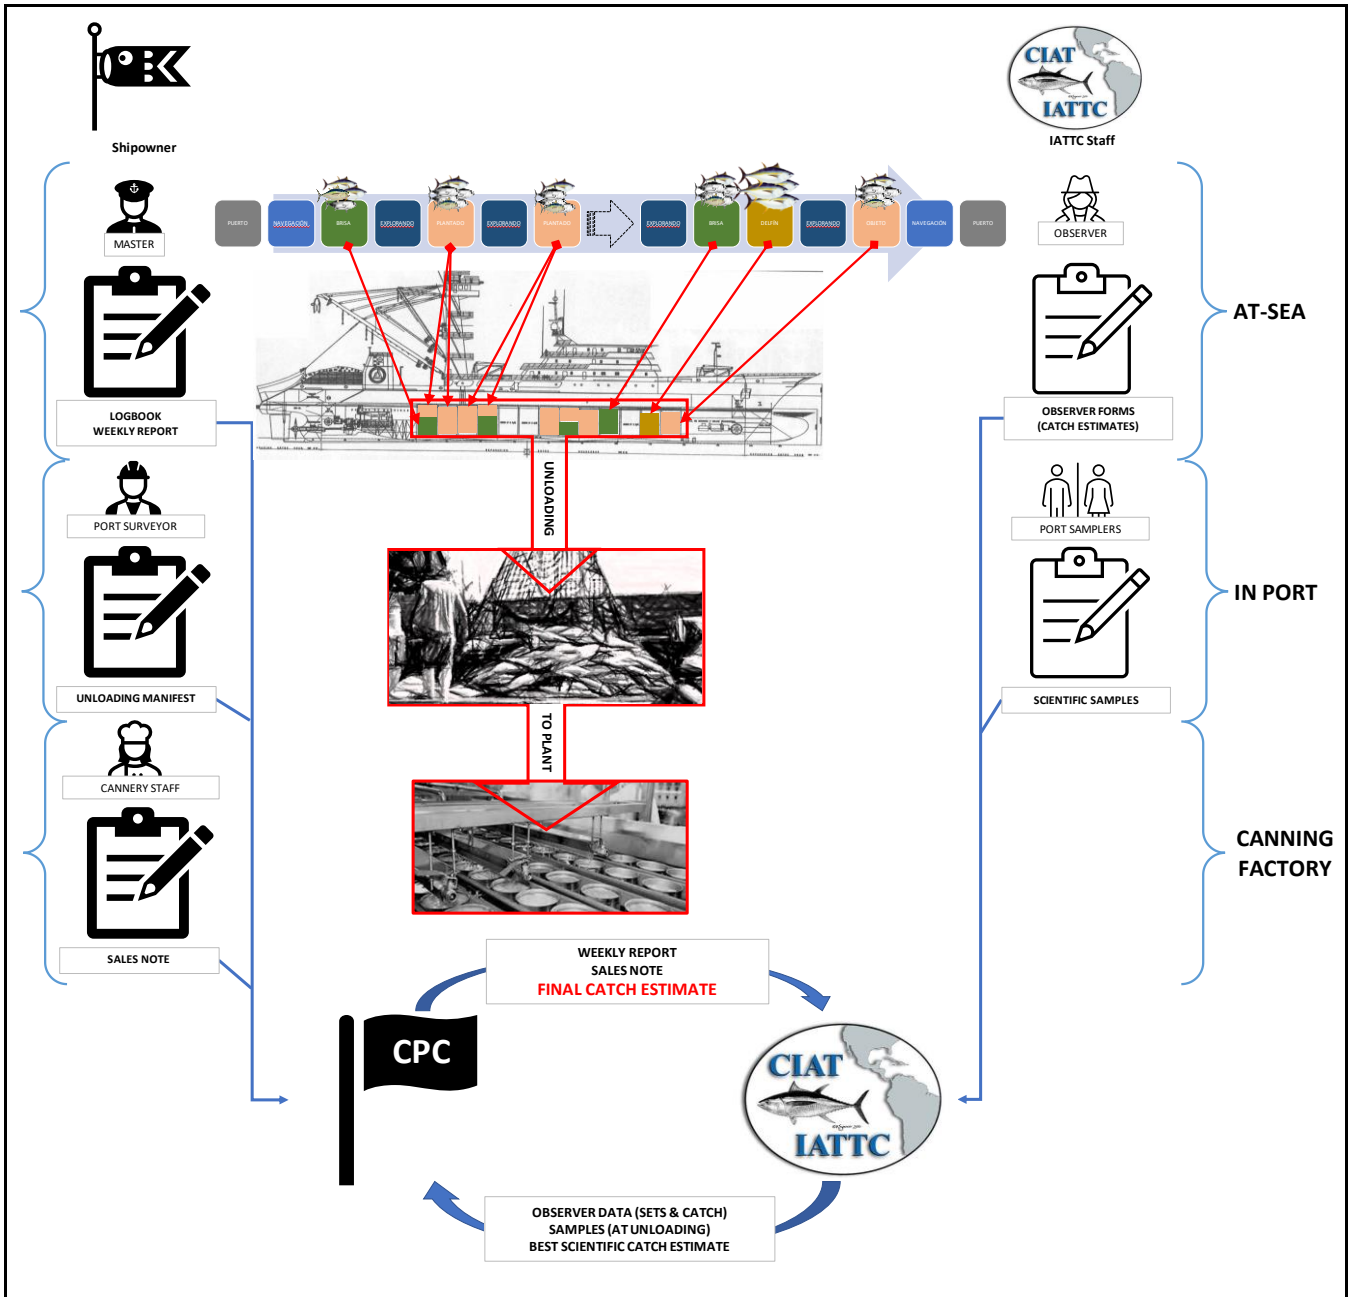 CIAT
IATTC
Shipowner
IATTC Staff
MASTER
PUERTO
NAVEGACIÓN
BRISA
EXPLORANDO
PLANTADO
EXPLORANDO
PLANTADO
EXPLORANDO
BRISA
DELFÍN
EXPLORANDO
OBJETO
NAVEGACIÓN
PUERTO
OBSERVER
AT-SEA
LOGBOOK
WEEKLY REPORT
OBSERVER FORMS
(CATCH ESTIMATES)
UNLOADING
PORT SURVEYOR
PORT SAMPLERS
IN PORT
UNLOADING MANIFEST
SCIENTIFIC SAMPLES
TO PLANT
CANNERY STAFF
CANNING
FACTORY
SALES NOTE
WEEKLY REPORT
SALES NOTE
FINAL CATCH ESTIMATE
CPC
CIAT
IATTC
OBSERVER DATA (SETS & CATCH)
SAMPLES (AT UNLOADING)
BEST SCIENTIFIC CATCH ESTIMATE